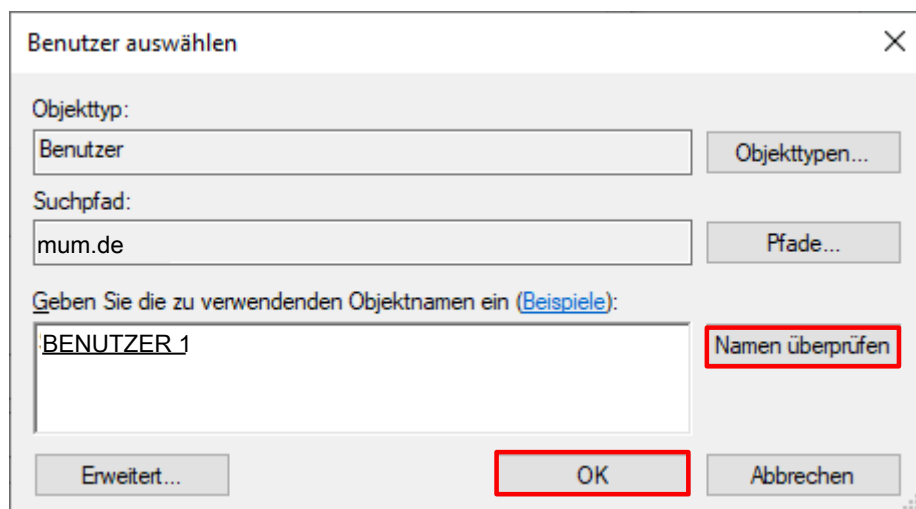 Benutzer auswählen
Objekttyp:
Benutzer
Objekttypen...
Suchpfad:
mum.de
Pfade...
Geben Sie die zu verwendenden Objektnamen ein (Beispiele):
BENUTZER 1
Namen überprüfen
Erweitert...
OK
Abbrechen